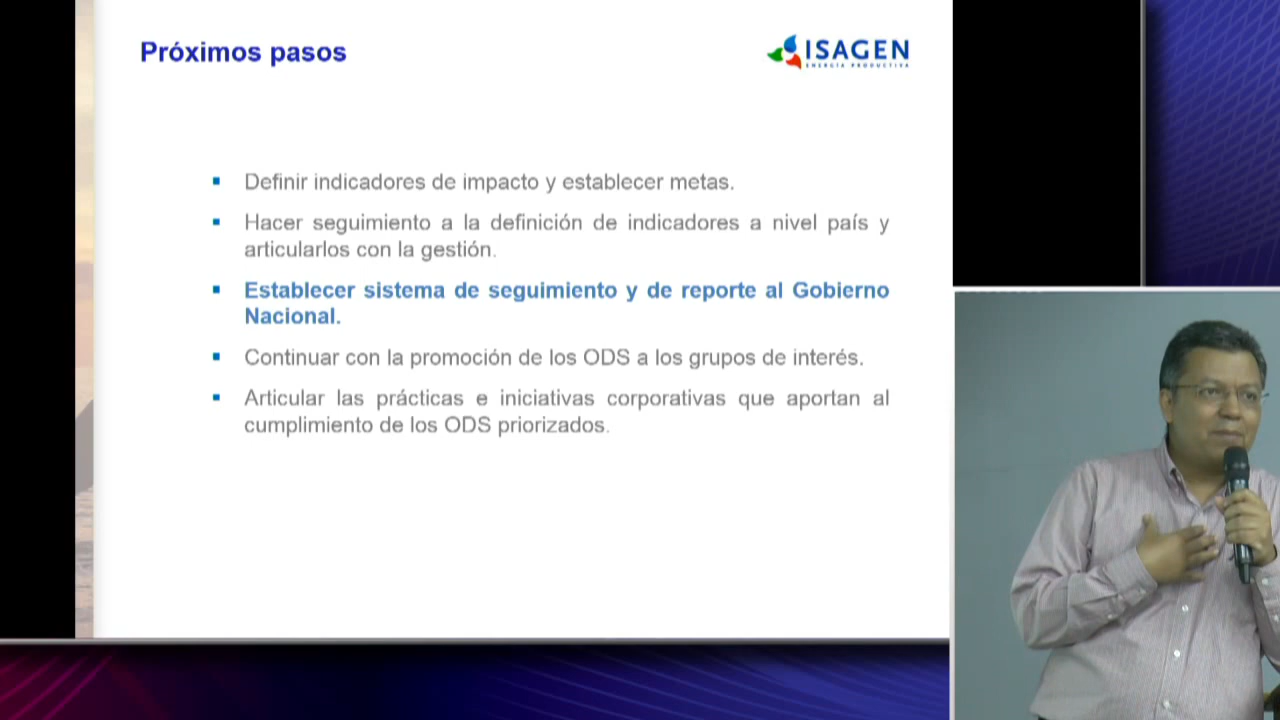 Próximos pasos
ISAGEN
ENERGÍA PRODUCTIVA
Definir indicadores de impacto y establecer metas.
Hacer seguimiento a la definición de indicadores a nivel país y
articularlos con la gestión.
Establecer sistema de seguimiento y de reporte al Gobierno
Nacional.
Continuar con la promoción de los ODS a los grupos de interés.
Articular las prácticas e iniciativas corporativas que aportan al
cumplimiento de los ODS priorizados.